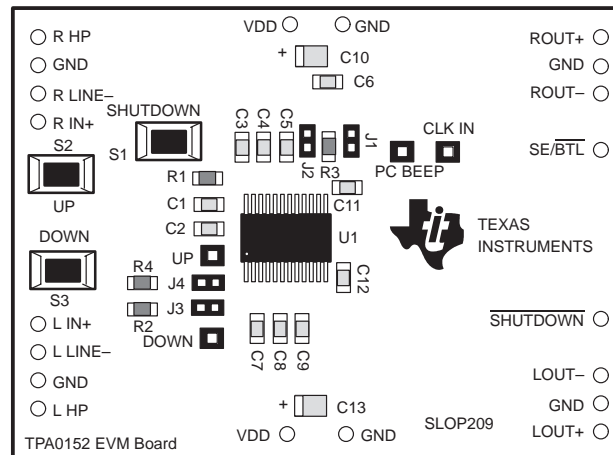 VDD GND
R HP
GND
R LINE–
R IN+
ROUT+
GND
ROUT–
SE/BTL
+
C10
C6
SHUTDOWN
S1
S2
UP
C3
C4
C5
J2
R3
J1
CLK IN
PC BEEP
R1
C1
C2
C11
U1
TEXAS
INSTRUMENTS
DOWN
S3
UP
R4
J4
J3
R2
DOWN
C12
C7
C8
C9
L IN+
L LINE–
GND
L HP
SHUTDOWN
LOUT–
GND
LOUT+
+
C13
SLOP209
TPA0152 EVM Board
VDD GND